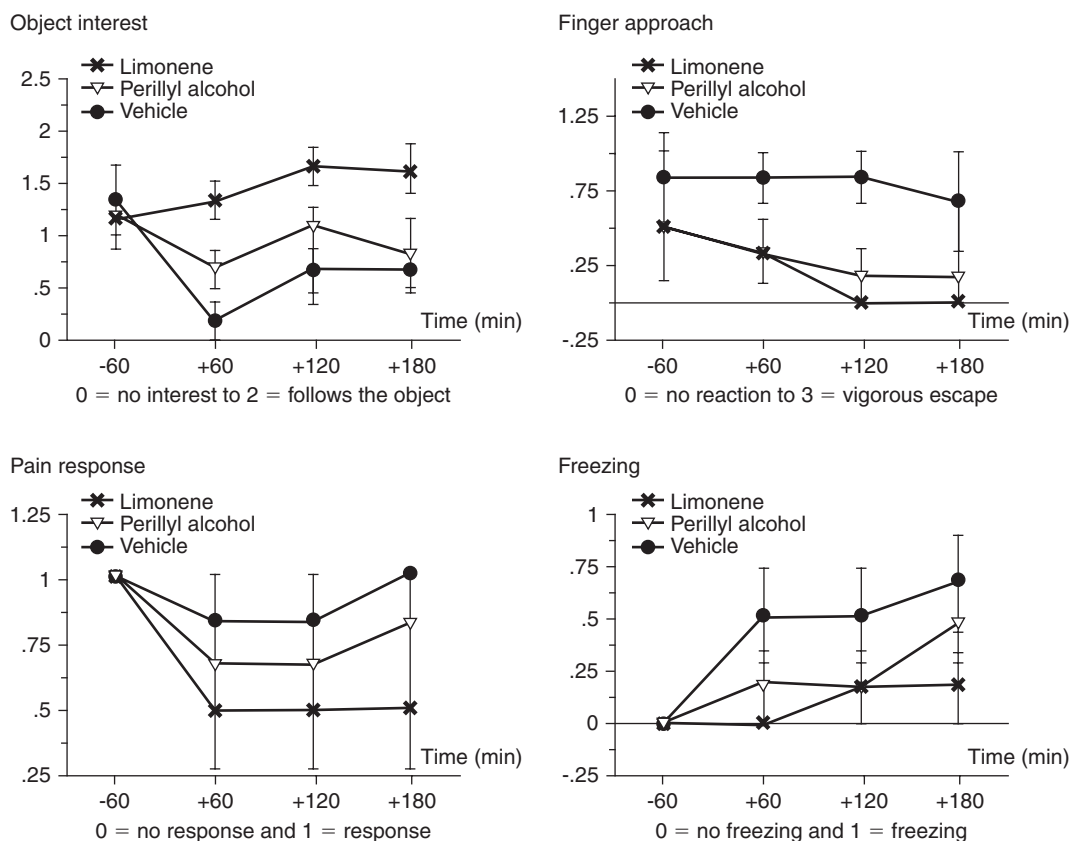 Object interest
Limonene
Perillyl alcohol
Vehicle
2.5
2
1.5
1
.5
0
Time (min)
-60 +60 +120 +180
0 = no interest to 2 = follows the object
Finger approach
Limonene
Perillyl alcohol
Vehicle
1.25
0.75
.25
-.25
Time (min)
-60 +60 +120 +180
0 = no reaction to 3 = vigorous escape
Pain response
Limonene
Perillyl alcohol
Vehicle
1.25
1
.75
.5
.25
Time (min)
-60 +60 +120 +180
0 = no response and 1 = response
Freezing
Limonene
Perillyl alcohol
Vehicle
1
.75
.5
.25
0
-.25
Time (min)
-60 +60 +120 +180
0 = no freezing and 1 = freezing